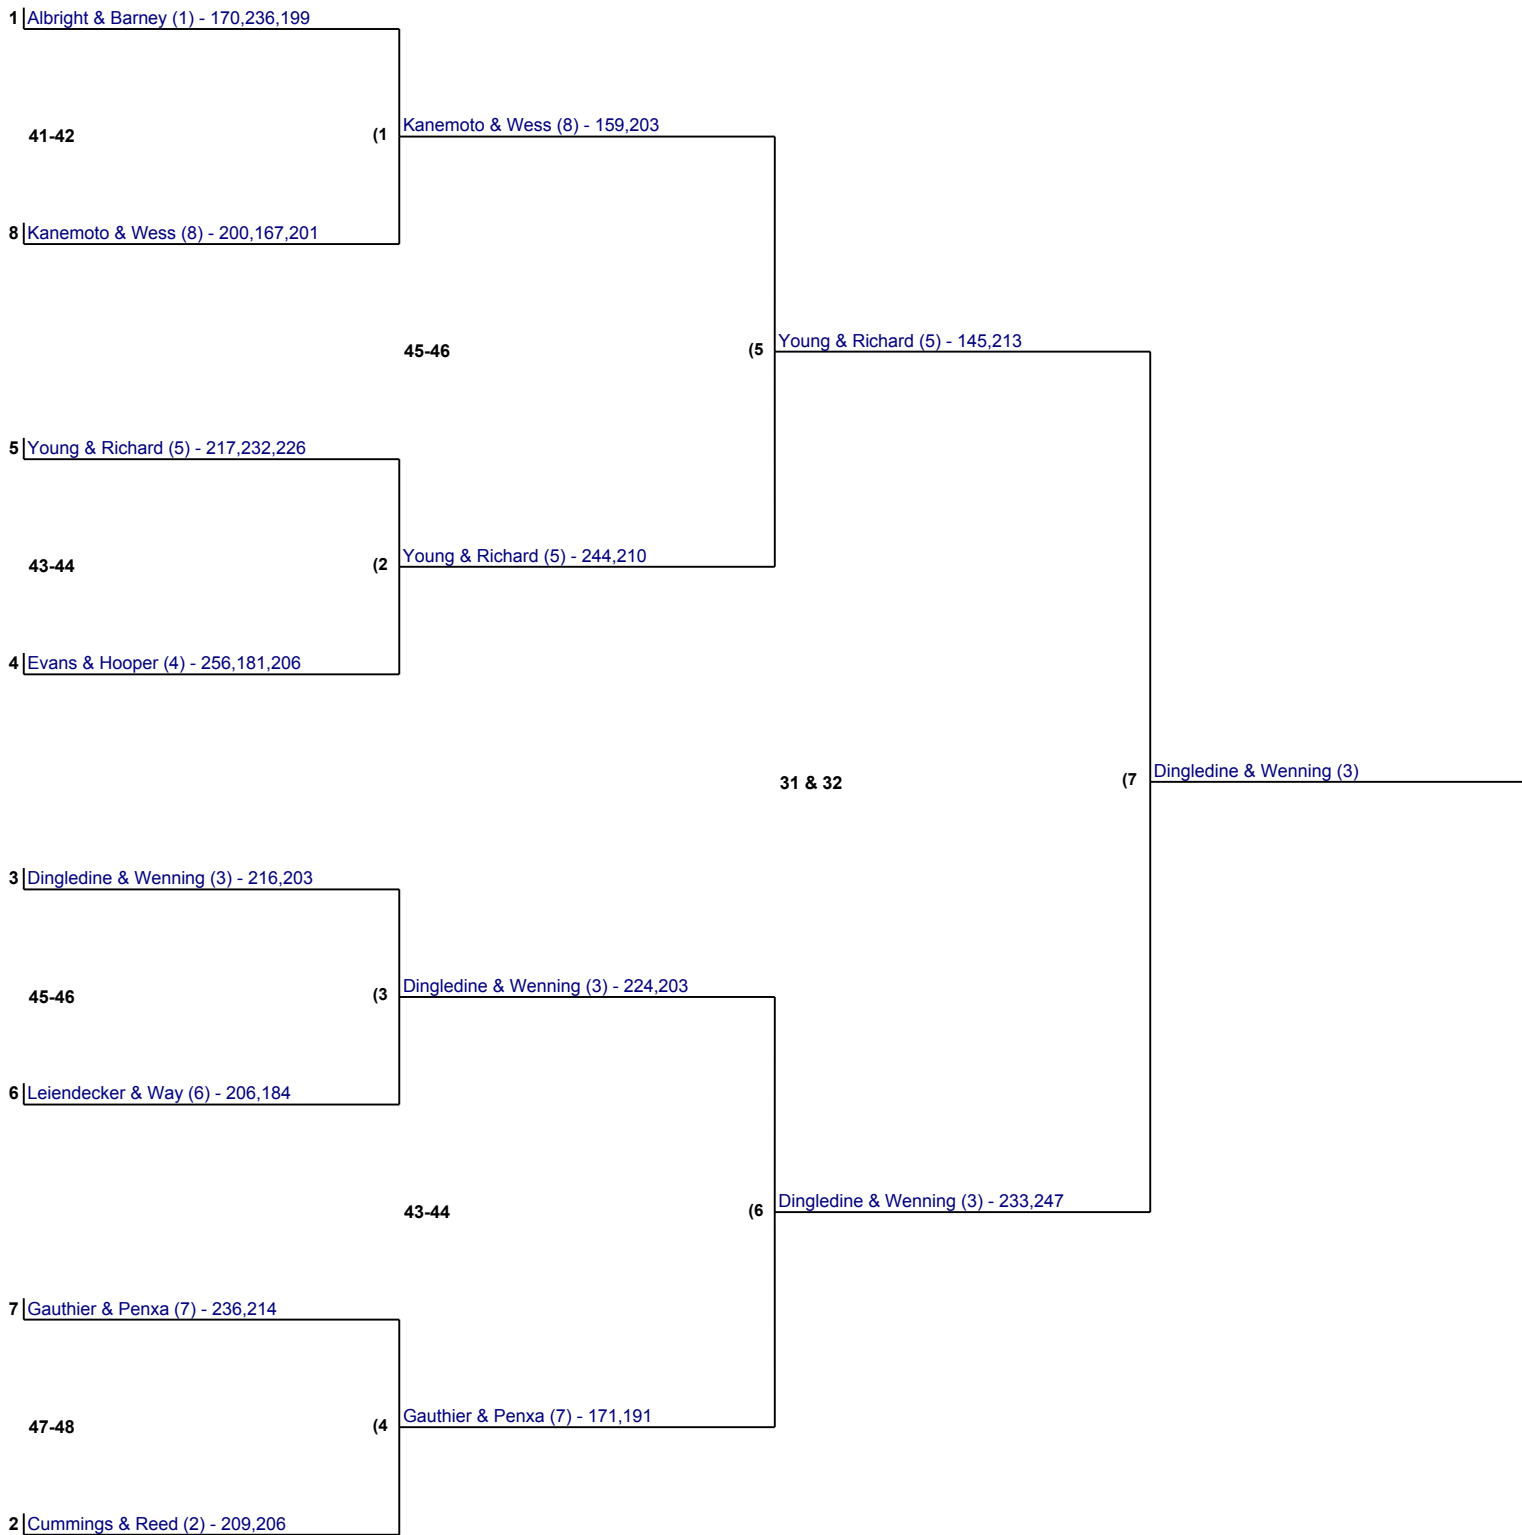 1 Albright & Barney (1) - 170,236,199
41-42 (1 Kanemoto & Wess (8) - 159,203
8 Kanemoto & Wess (8) - 200,167,201
45-46 (5 Young & Richard (5) - 145,213
5 Young & Richard (5) - 217,232,226
43-44 (2 Young & Richard (5) - 244,210
4 Evans & Hooper (4) - 256,181,206
31 & 32 (7 Dingledine & Wenning (3)
3 Dingledine & Wenning (3) - 216,203
45-46 (3 Dingledine & Wenning (3) - 224,203
6 Leiendecker & Way (6) - 206,184
43-44 (6 Dingledine & Wenning (3) - 233,247
7 Gauthier & Penxa (7) - 236,214
47-48 (4 Gauthier & Penxa (7) - 171,191
2 Cummings & Reed (2) - 209,206